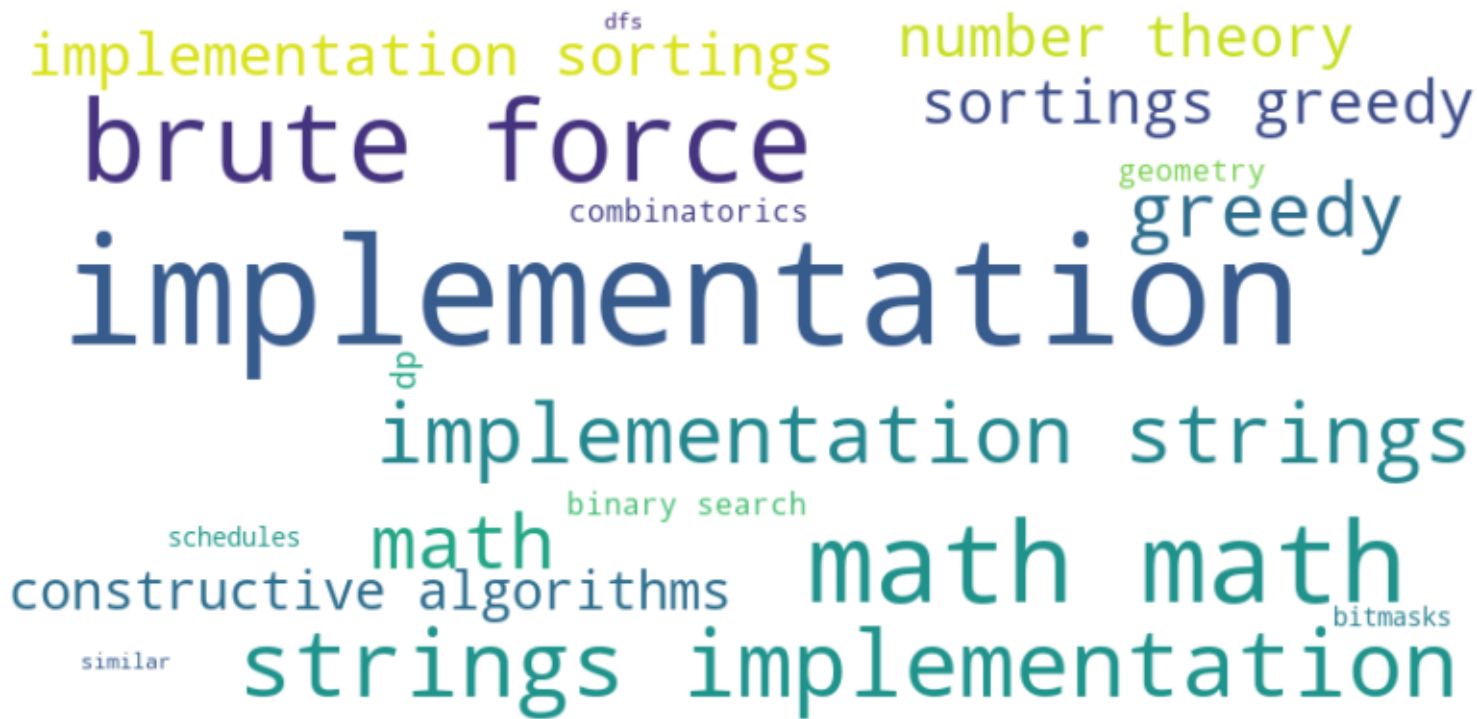 dfs
implementation sortings
number theory
sortings greedy
brute force
geometry
combinatorics
greedy
implementation
dp
implementation strings
binary search
schedules
math
math math
constructive algorithms
bitmasks
similar
strings implementation